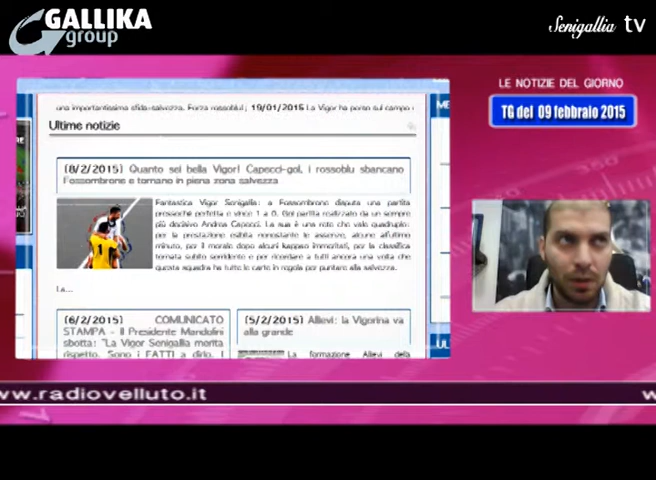 GALLIKA
group
Senigallia tv
LE NOTIZIE DEL GIORNO
TG del 09 febbraio 2015
una importantissima sfida-salvezza. Forza rossoblu! ; 19/01/2015 La Vigor ha perso sul campo
Ultime notizie
(8/2/2015) Quanto sei bella Vigor! Capecci-gol, i rossoblu sbancano
Fossombrone e tornano in piena zona salvezza
Fantastica Vigor Senigallia: a Fossombrone disputa una partita
pressochè perfetta e vince 1 a 0. Gol partita realizzato da un sempre
più decisivo Andrea Capecci. La sua è una rete che vale quadruplo:
per la prestazione esibita nonostante le assenze, alcune all'ultimo
minuto, per il morale dopo alcuni kappao immeritati, per la classifica
tornata subito sorridente e per ricordare a tutti ancora una volta che
questa squadra ha tutte le carte in regola per puntare alla salvezza.
La...
(6/2/2015) COMUNICATO
STAMPA - Il Presidente Mandolini
sbotta: "La Vigor Senigallia merita
rispetto. Sono i FATTI a dirlo. I
(5/2/2015) Allievi: la Vigorina va
alla grande
La formazione Allievi della
ww.radiovelluto.it
w